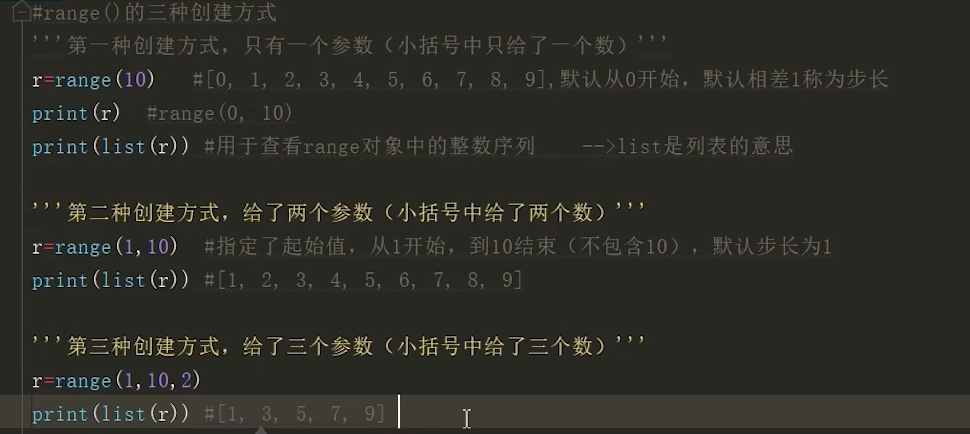 #range()的三种创建方式
'''第一种创建方式，只有一个参数（小括号中只给了一个数）'''
r=range(10)   #[0, 1, 2, 3, 4, 5, 6, 7, 8, 9],默认从0开始，默认相差1称为步长
print(r)  #range(0, 10)
print(list(r)) #用于查看range对象中的整数序列    -->list是列表的意思
'''第二种创建方式，给了两个参数（小括号中给了两个数）'''
r=range(1,10)  #指定了起始值，从1开始，到10结束（不包含10），默认步长为1
print(list(r)) #[1, 2, 3, 4, 5, 6, 7, 8, 9]
'''第三种创建方式，给了三个参数（小括号中给了三个数）'''
r=range(1,10,2)
print(list(r)) #[1, 3, 5, 7, 9]